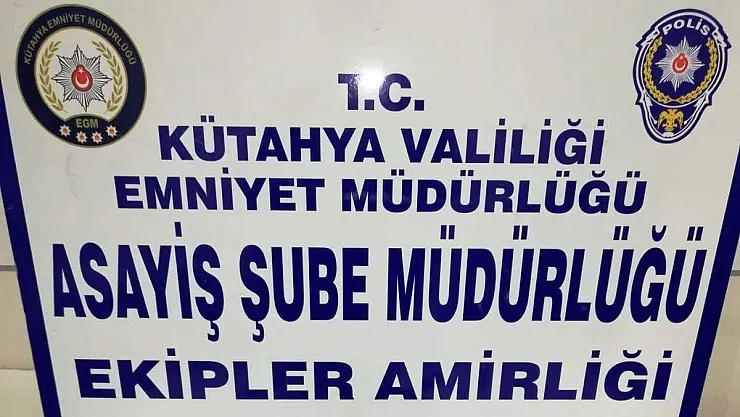 KÜTAHYA EMNİYET MÜDÜRLÜĞÜ
EGM
POLİS
T.C.
KÜTAHYA VALİLİĞİ
EMNİYET MÜDÜRLÜĞÜ
ASAYİŞ ŞUBE MÜDÜRLÜĞÜ
EKİPLER AMİRLİĞİ